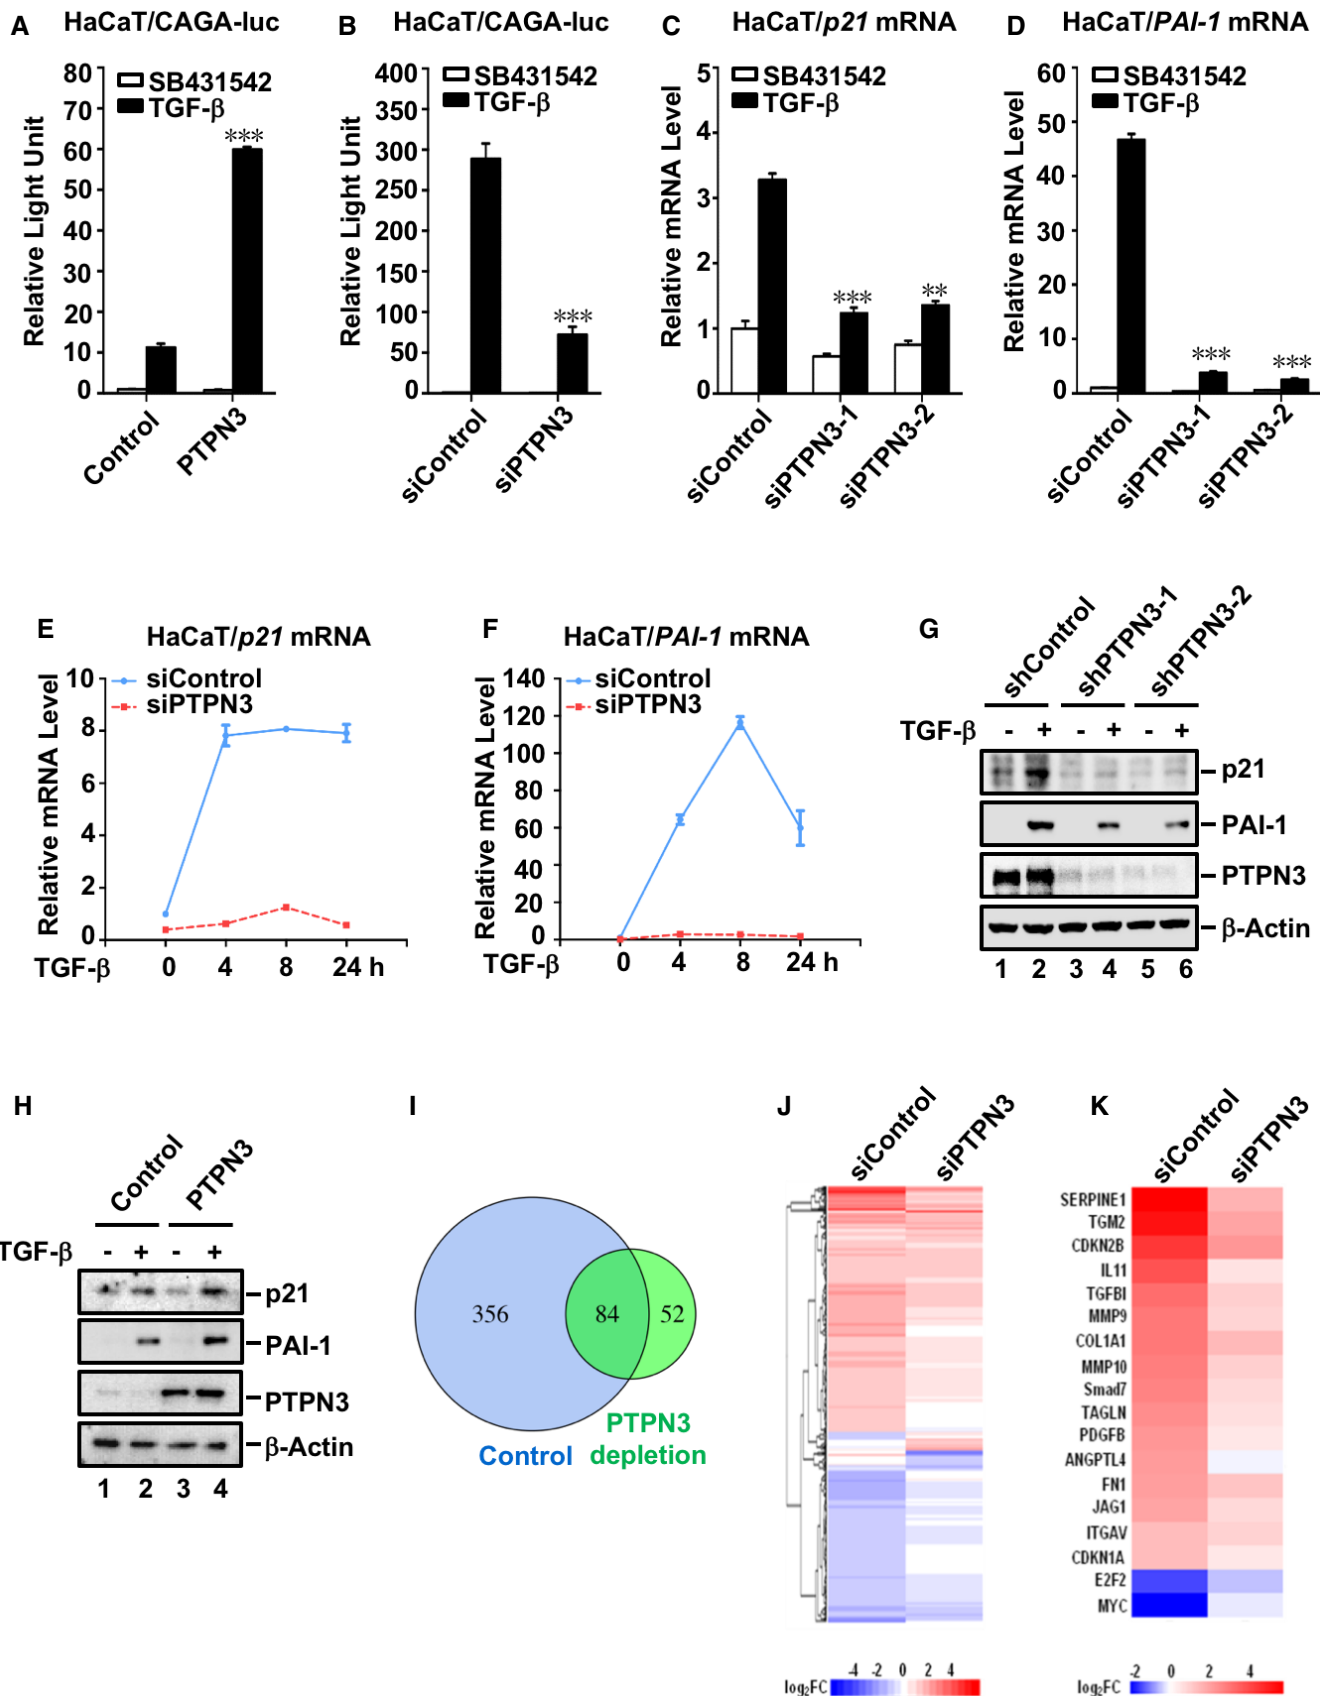 A
HaCaT/CAGA-luc
Relative Light Unit
80
70
60
50
40
30
20
10
0
SB431542
TGF-β
***
Control
PTPN3
B
HaCaT/CAGA-luc
Relative Light Unit
400
350
300
250
200
150
100
50
0
SB431542
TGF-β
***
siControl
siPTPN3
C
HaCaT/p21 mRNA
Relative mRNA Level
5
4
3
2
1
0
SB431542
TGF-β
***
**
siControl
siPTPN3-1
siPTPN3-2
D
HaCaT/PAI-1 mRNA
Relative mRNA Level
60
50
40
30
20
10
0
SB431542
TGF-β
***
***
siControl
siPTPN3-1
siPTPN3-2
E
HaCaT/p21 mRNA
Relative mRNA Level
10
8
6
4
2
0
siControl
siPTPN3
TGF-β 0 4 8 24 h
F
HaCaT/PAI-1 mRNA
Relative mRNA Level
140
120
100
80
60
40
20
0
siControl
siPTPN3
TGF-β 0 4 8 24 h
G
shControl
shPTPN3-1
shPTPN3-2
TGF-β - + - + - +
p21
PAI-1
PTPN3
β-Actin
1 2 3 4 5 6
H
Control
PTPN3
TGF-β - + - +
p21
PAI-1
PTPN3
β-Actin
1 2 3 4
I
356
84
52
Control
PTPN3
depletion
J
siControl
siPTPN3
-4 -2 0 2 4
log2FC
K
siControl
siPTPN3
SERPINE1
TGM2
CDKN2B
IL11
TGFBI
MMP9
COL1A1
MMP10
Smad7
TAGLN
PDGFB
ANGPTL4
FN1
JAG1
ITGAV
CDKN1A
E2F2
MYC
-2 0 2 4
log2FC